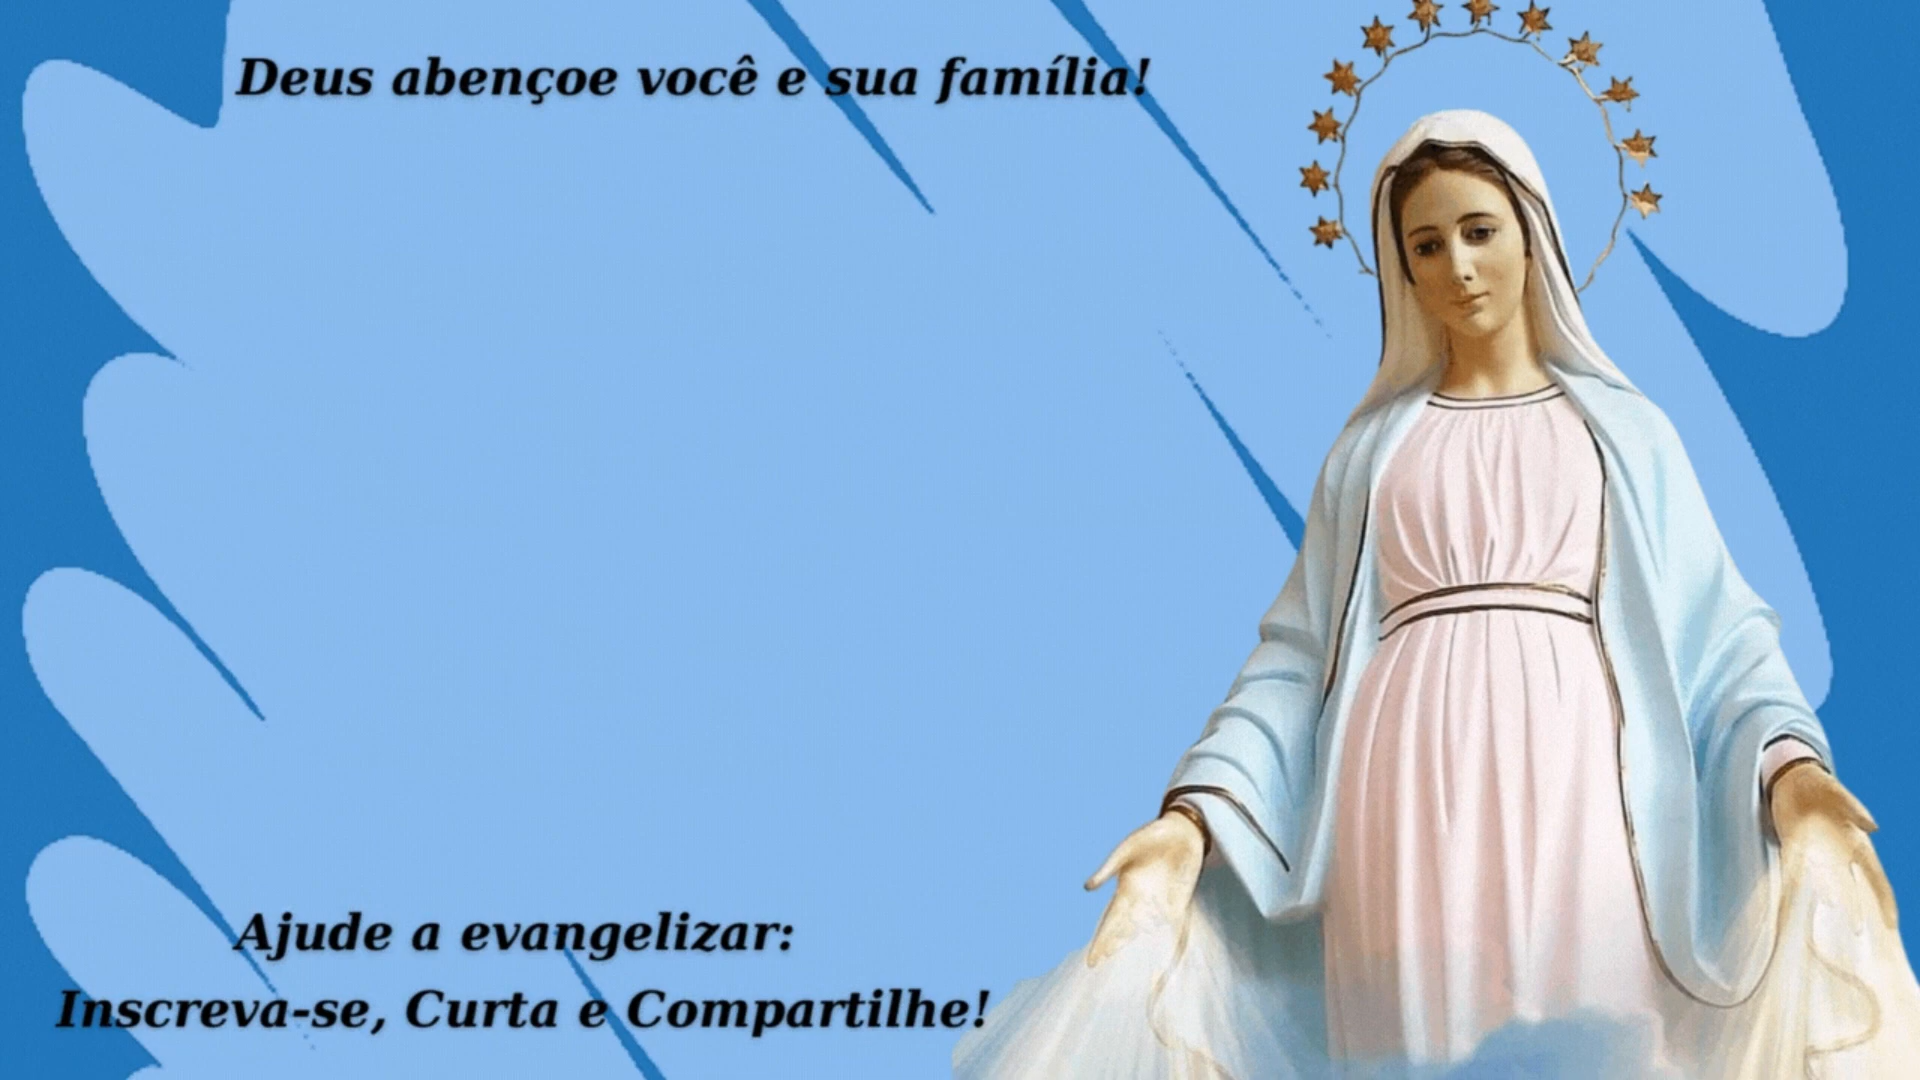 Deus abençoe você e sua família!
Ajude a evangelizar:
Inscreva-se, Curta e Compartilhe!